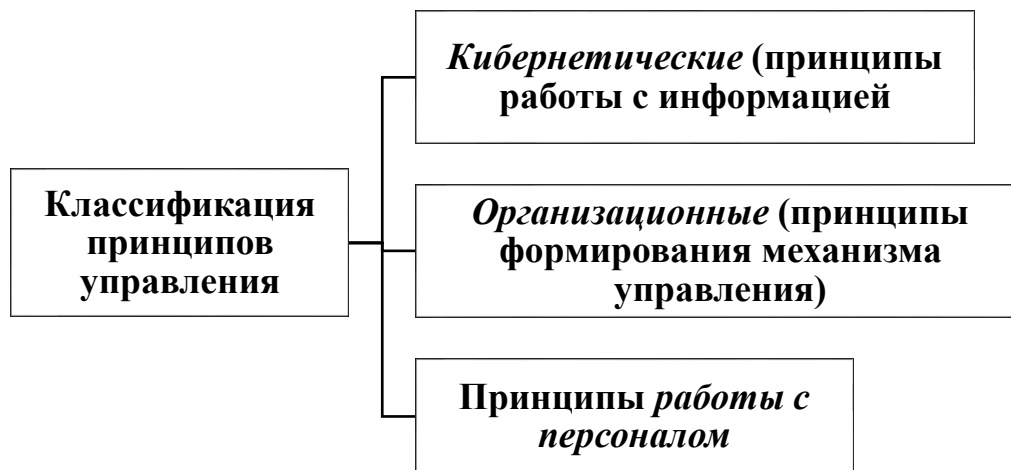 Классификация
принципов
управления
Кибернетические (принципы
работы с информацией
Организационные (принципы
формирования механизма
управления)
Принципы работы с
персоналом